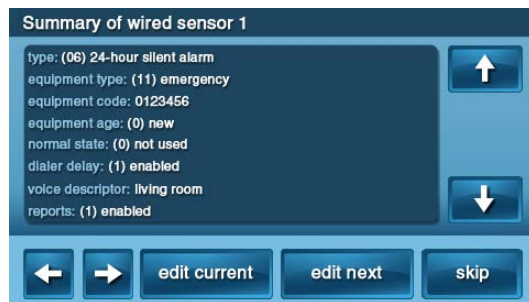 Summary of wired sensor 1
type: (06) 24-hour silent alarm
equipment type: (11) emergency
equipment code: 0123456
equipment age: (0) new
normal state: (0) not used
dialer delay: (1) enabled
voice descriptor: living room
reports: (1) enabled
edit current
edit next
skip